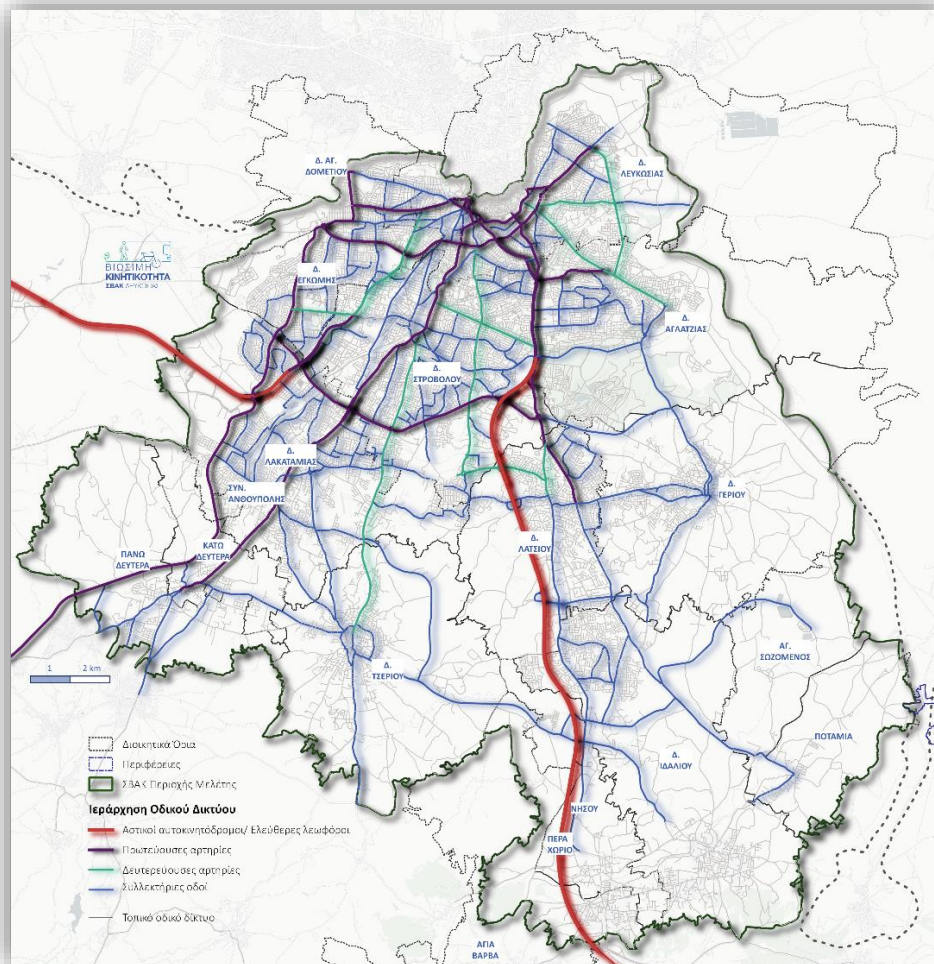 Δ. ΑΓ.
ΔΟΜΕΤΙΟΥ
Δ.
ΛΕΥΚΩΣΙΑΣ
ΒΙΩΣΙΜΗ
ΚΙΝΗΤΙΚΟΤΗΤΑ
ΣΒΑΚ
Δ.
ΕΓΚΩΜΗΣ
Δ.
ΑΓΛΑΤΖΙΑΣ
Δ.
ΣΤΡΟΒΟΛΟΥ
Δ.
ΛΑΚΑΤΑΜΙΑΣ
ΣΥΝ.
ΑΝΘΟΥΠΟΛΗΣ
Δ.
ΓΕΡΙΟΥ
Δ.
ΛΑΤΣΙΟΥ
ΠΑΝΩ
ΔΕΥΤΕΡΑ
ΚΑΤΩ
ΔΕΥΤΕΡΑ
ΑΓ.
ΣΩΖΟΜΕΝΟΣ
Δ.
ΤΣΕΡΙΟΥ
ΠΟΤΑΜΙΑ
Δ.
ΙΔΑΛΙΟΥ
ΝΗΣΟΥ
ΠΕΡΑ
ΧΩΡΙΟ
ΑΓΙΑ
ΒΑΡΒΑ
1 2 km
Διοικητικά Όρια
Περιφέρειες
ΣΒΑΚ Περιοχή Μελέτης
Ιεράρχηση Οδικού Δικτύου
Αστικοί αυτοκινητόδρομοι/ Ελεύθερες λεωφόροι
Πρωτεύουσες αρτηρίες
Δευτερεύουσες αρτηρίες
Συλλεκτήριες οδοί
Τοπικό οδικό δίκτυο